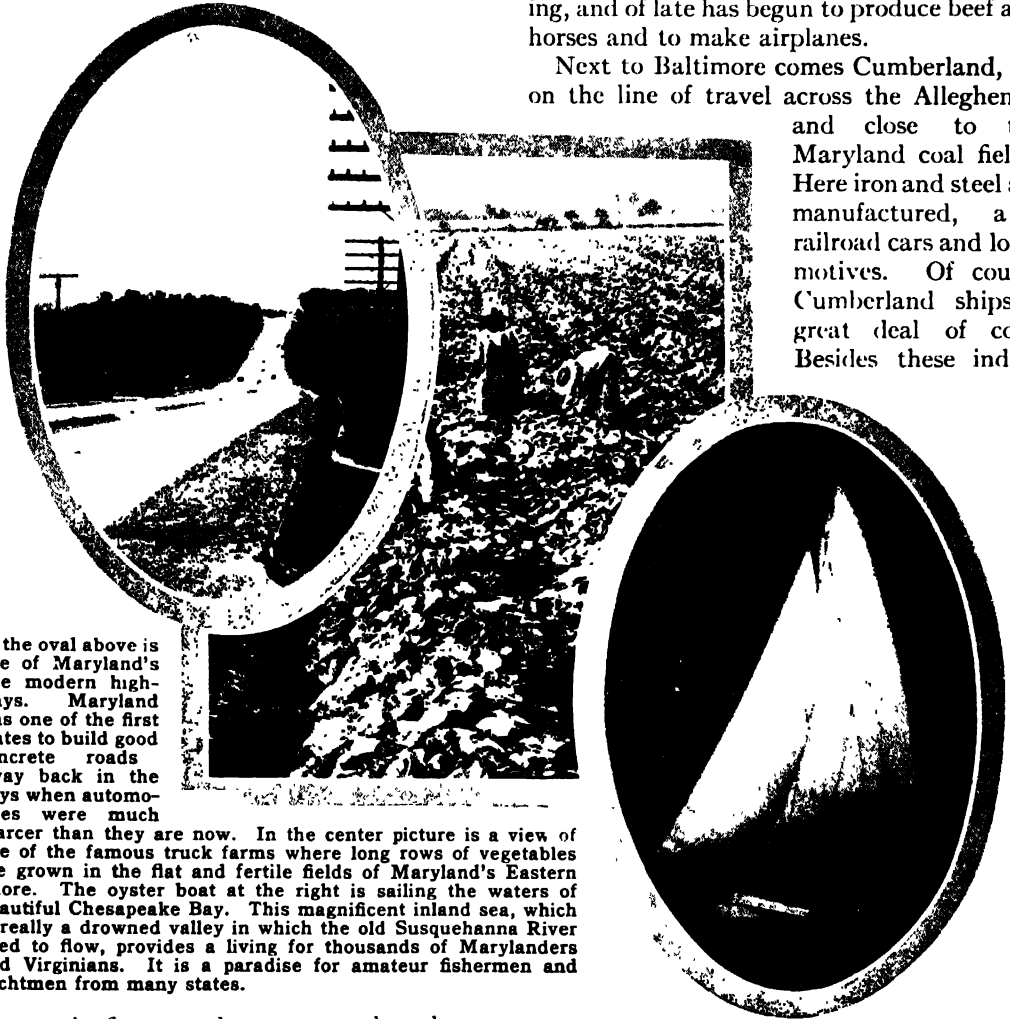 ing, and of late has begun to produce beef a
horses and to make airplanes.
Next to Baltimore comes Cumberland,
on the line of travel across the Alleghen
and close to t
Maryland coal fiel
Here iron and steel a
manufactured, a
railroad cars and lo
motives. Of cou
Cumberland ships
great deal of co
Besides these ind
the oval above is
e of Maryland's
e modern high-
ays. Maryland
as one of the first
ates to build good
ncrete roads
way back in the
ys when automo-
es were much
arcer than they are now. In the center picture is a view of
e of the famous truck farms where long rows of vegetables
e grown in the flat and fertile fields of Maryland's Eastern
ore. The oyster boat at the right is sailing the waters of
autiful Chesapeake Bay. This magnificent inland sea, which
really a drowned valley in which the old Susquehanna River
ed to flow, provides a living for thousands of Marylanders
d Virginians. It is a paradise for amateur fishermen and
chtmen from many states.